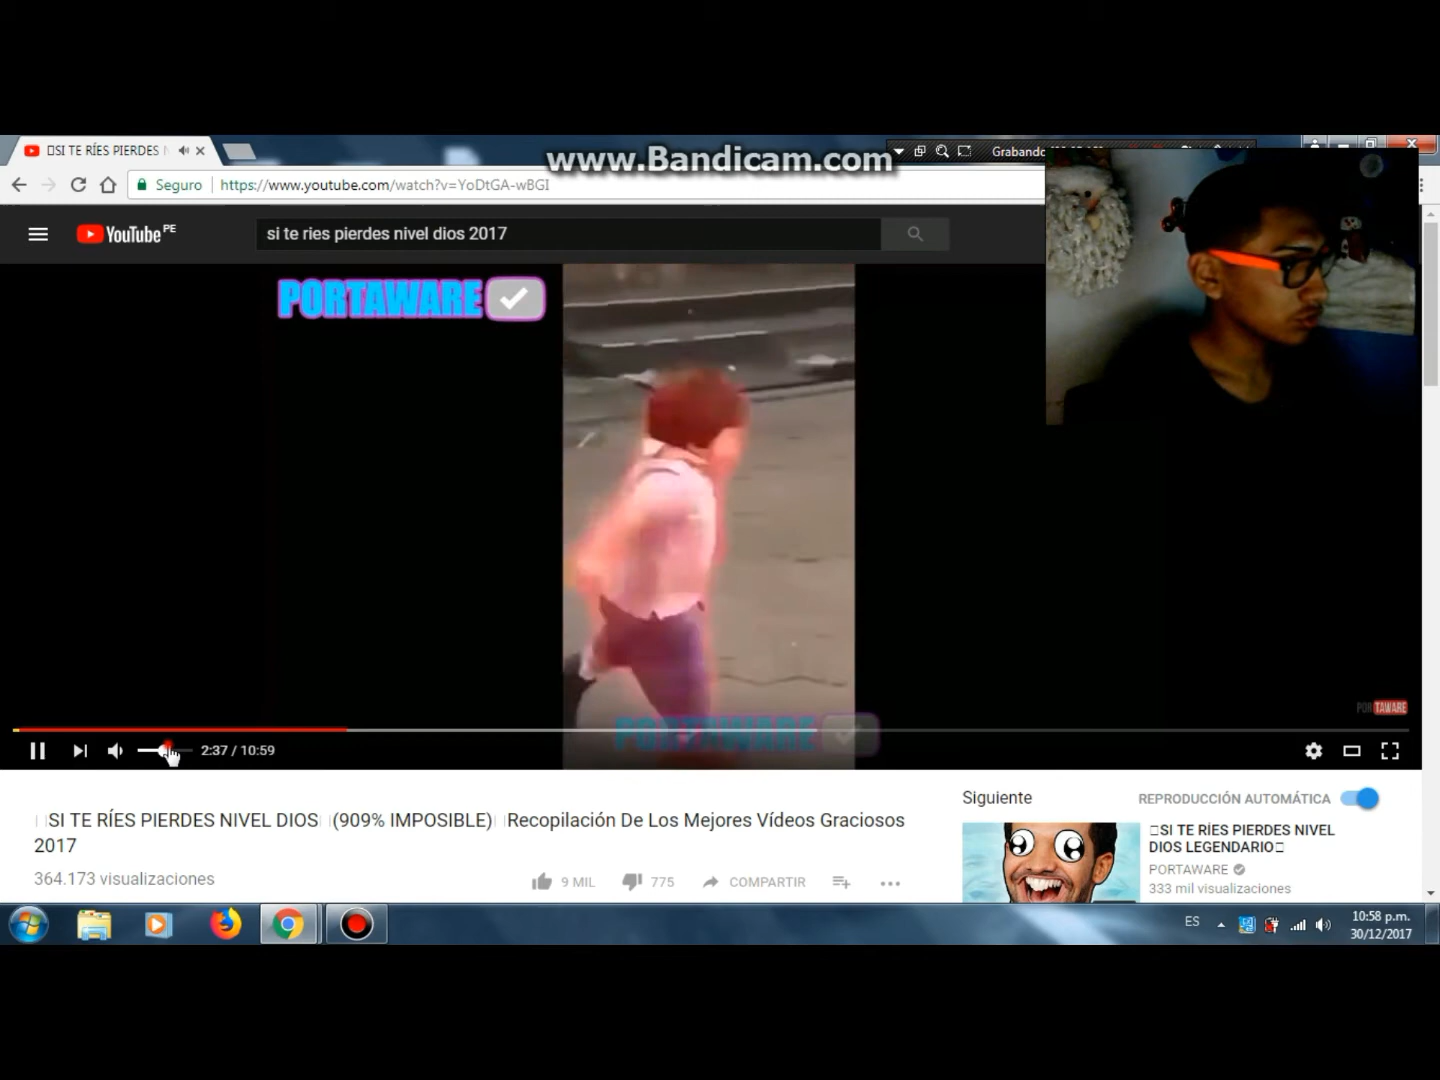 SI TE RÍES PIERDES
www.Bandicam.com
Grabando
Seguro
https://www.youtube.com/watch?v=YoDtGA-wBGI
YouTube PE
si te ries pierdes nivel dios 2017
PORTAWARE
PORTAWARE
PORTAWARE
2:37 / 10:59
SI TE RÍES PIERDES NIVEL DIOS (909% IMPOSIBLE) Recopilación De Los Mejores Vídeos Graciosos
2017
364.173 visualizaciones
9 MIL
775
COMPARTIR
Siguiente
REPRODUCCIÓN AUTOMÁTICA
SI TE RÍES PIERDES NIVEL
DIOS LEGENDARIO
PORTAWARE
333 mil visualizaciones
ES
10:58 p.m.
30/12/2017